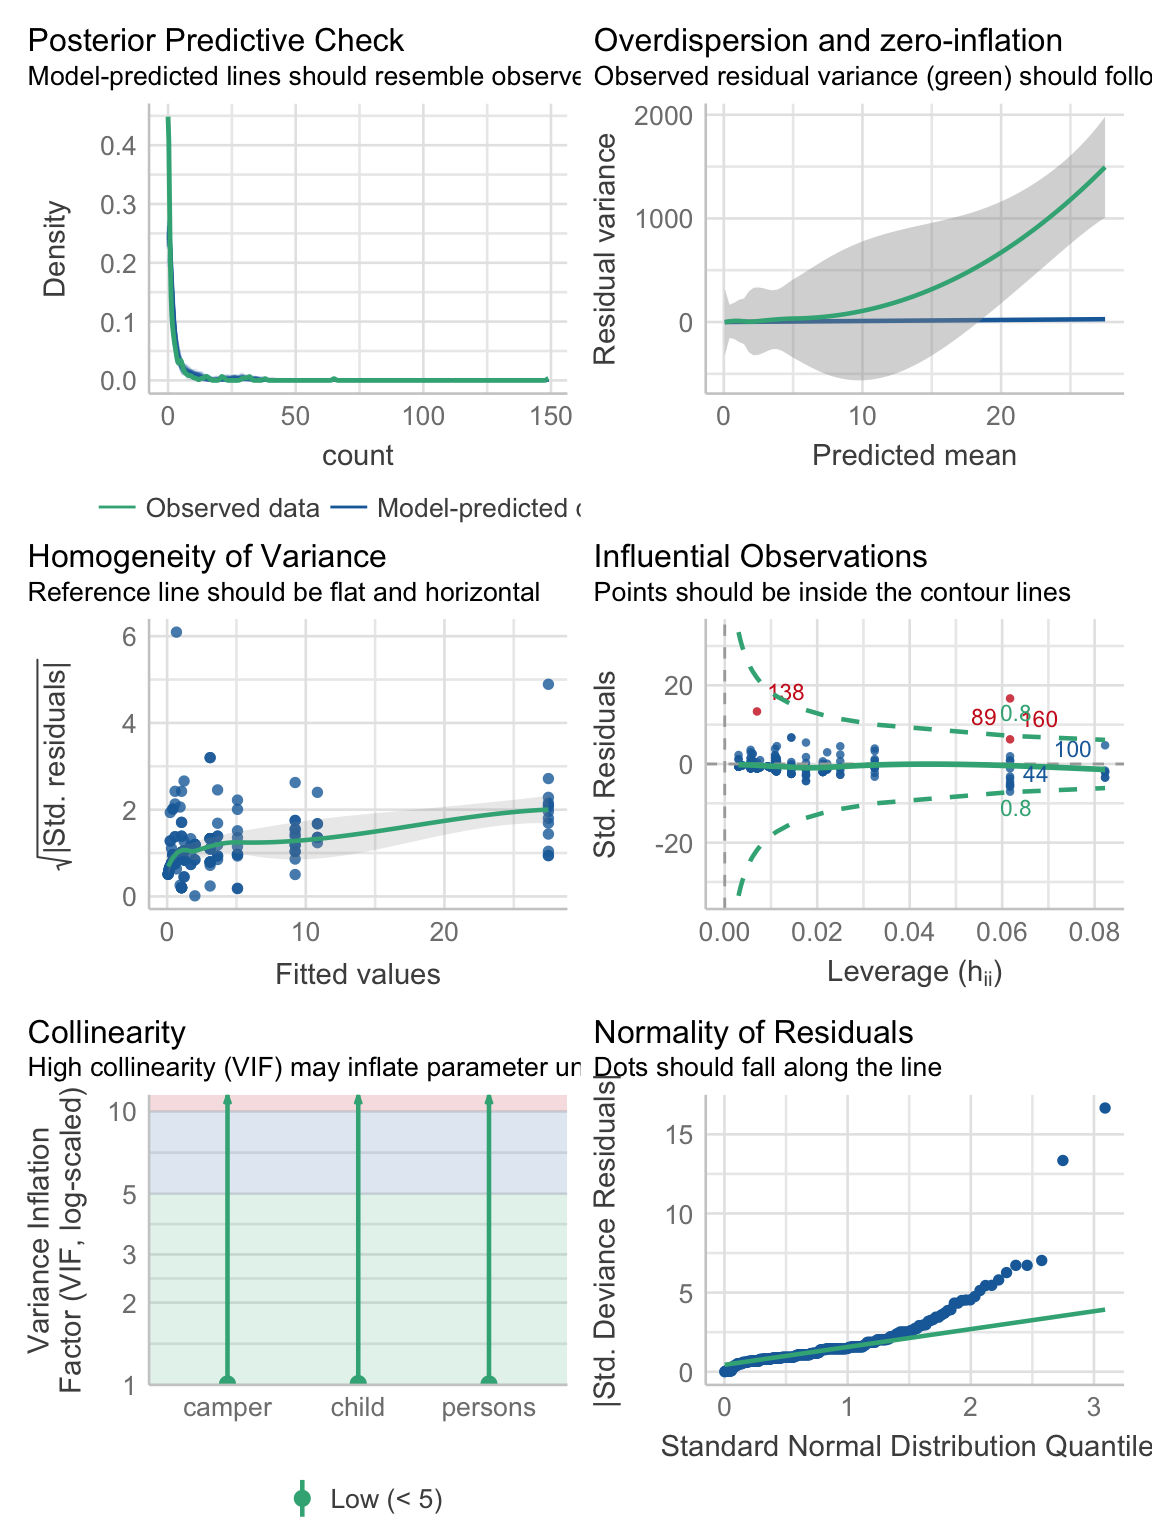 Posterior Predictive Check
Model-predicted lines should resemble observe
0.4
0.3
0.2
0.1
0.0
Density
0 50 100 150
count
Observed data Model-predicted
Overdispersion and zero-inflation
Observed residual variance (green) should follo
2000
1000
0
Residual variance
0 10 20
Predicted mean
Homogeneity of Variance
Reference line should be flat and horizontal
6
4
2
0
√|Std. residuals|
0 10 20
Fitted values
Influential Observations
Points should be inside the contour lines
20
0
-20
Std. Residuals
138
89 0.8 160
100
44
0.8
0.00 0.02 0.04 0.06 0.08
Leverage (hii)
Collinearity
High collinearity (VIF) may inflate parameter un
10
5
3
2
1
Variance Inflation
Factor (VIF, log-scaled)
camper child persons
Low (< 5)
Normality of Residuals
Dots should fall along the line
15
10
5
0
|Std. Deviance Residuals|
0 1 2 3
Standard Normal Distribution Quantile